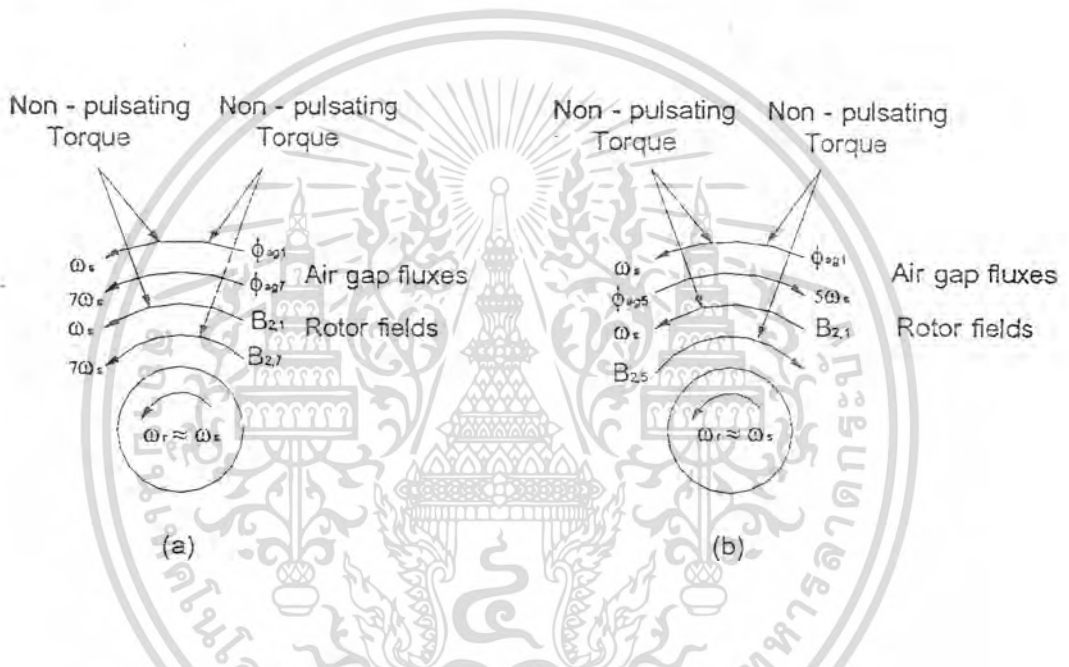 Non - pulsating Torque
Non - pulsating Torque
ϕag1
ωs
Air gap fluxes
ϕag7
7ωs
Rotor fields
B2,1
ωs
B2,7
7ωs
ωr ≈ ωs
(a)
Non - pulsating Torque
Non - pulsating Torque
ϕag1
ωs
Air gap fluxes
ϕag5
5ωs
Rotor fields
B2,1
ωs
B2,5
ωr ≈ ωs
(b)